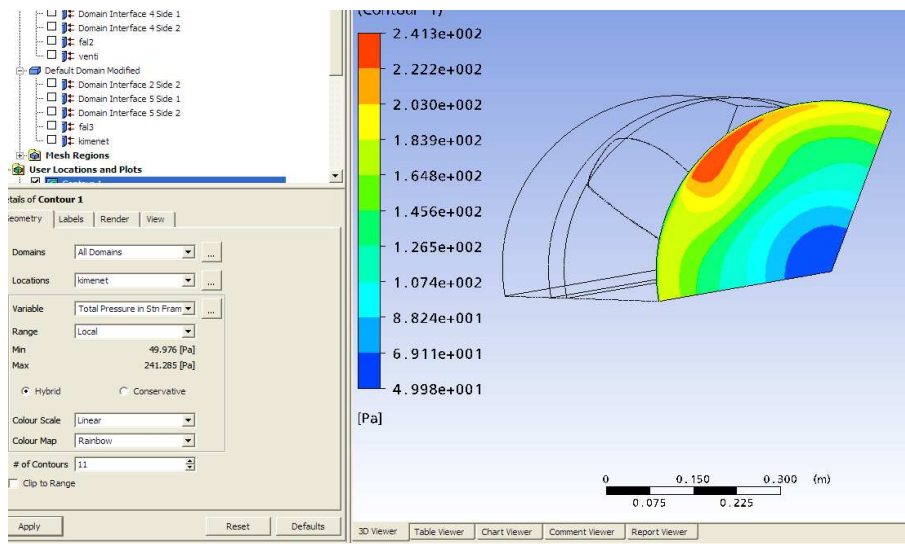 Domain Interface 4 Side 1
Domain Interface 4 Side 2
fal2
venti
Default Domain Modified
Domain Interface 2 Side 2
Domain Interface 5 Side 1
Domain Interface 5 Side 2
fal3
kimenet
Mesh Regions
User Locations and Plots
Contour 1
etails of Contour 1
eometry Labels Render View
Domains All Domains ...
Locations kimenet ...
Variable Total Pressure in Stn Fram ...
Range Local
Min 49.976 [Pa]
Max 241.285 [Pa]
Hybrid Conservative
Colour Scale Linear
Colour Map Rainbow
# of Contours 11
Clip to Range
Apply Reset Defaults
(Contour 1)
2.413e+002
2.222e+002
2.030e+002
1.839e+002
1.648e+002
1.456e+002
1.265e+002
1.074e+002
8.824e+001
6.911e+001
4.998e+001
[Pa]
0 0.150 0.300 (m)
0.075 0.225
3D Viewer Table Viewer Chart Viewer Comment Viewer Report Viewer